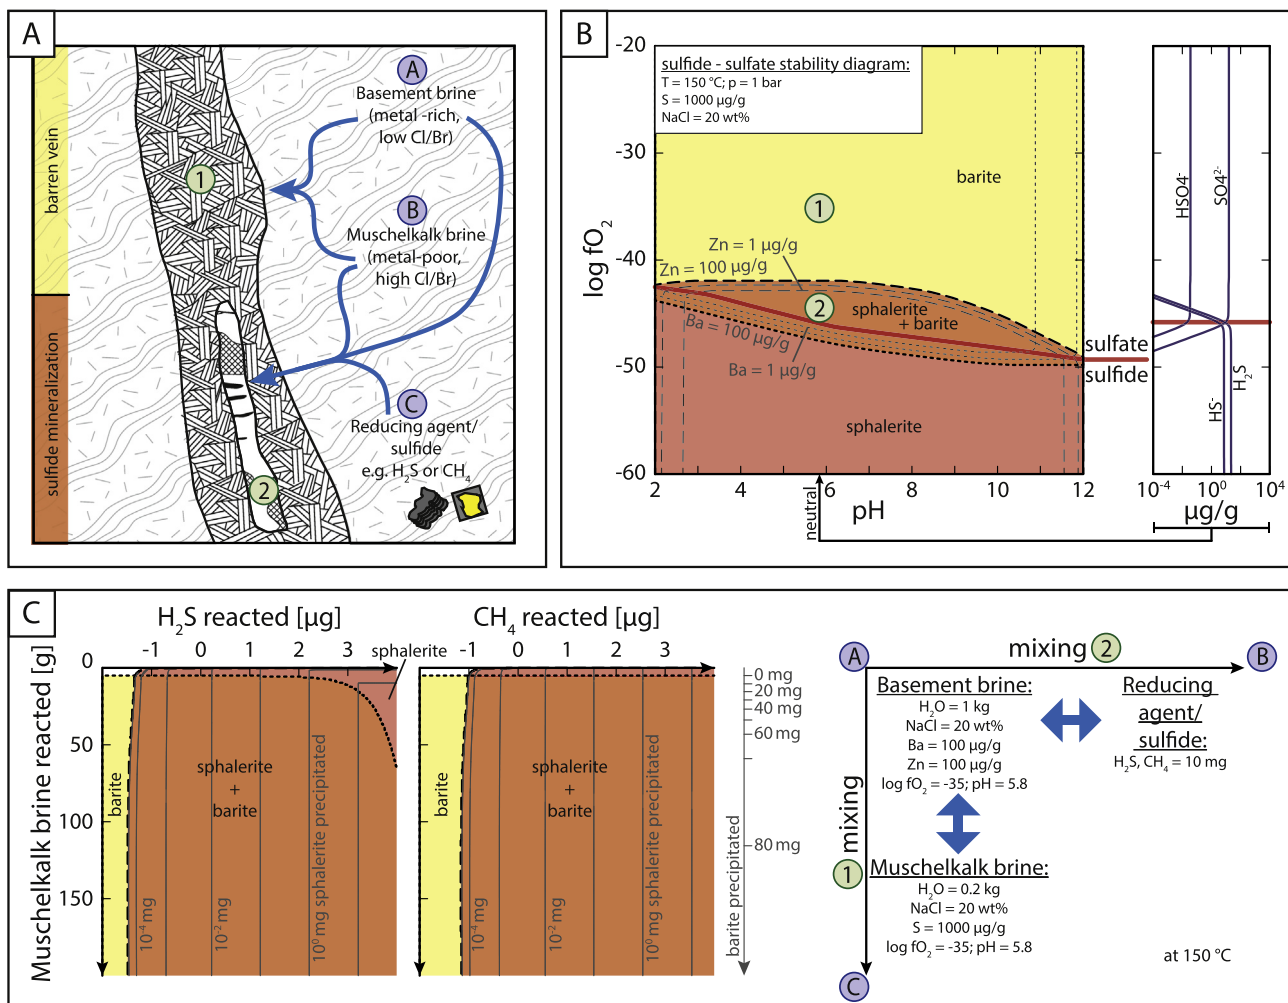 A
barren vein
sulfide mineralization
1
2
A
Basement brine
(metal -rich,
low Cl/Br)
B
Muschelkalk brine
(metal-poor,
high Cl/Br)
C
Reducing agent/
sulfide
e.g. H₂S or CH₄
B
log fO₂
-20
-30
-40
-50
-60
sulfide - sulfate stability diagram:
T = 150 °C; p = 1 bar
S = 1000 µg/g
NaCl = 20 wt%
barite
1
Zn = 1 µg/g
Zn = 100 µg/g
2
sphalerite
+ barite
Ba = 100 µg/g
Ba = 1 µg/g
sphalerite
sulfate
sulfide
2
4
6
8
10
12
pH
neutral
HSO4⁻
SO4²⁻
HS⁻
H₂S
10⁻⁴
10⁰
10⁴
µg/g
C
H₂S reacted [µg]
-1
0
1
2
3
sphalerite
Muschelkalk brine reacted [g]
0
50
100
150
barite
sphalerite
+
barite
10⁻⁴ mg
10⁻² mg
10⁰ mg sphalerite precipitated
CH₄ reacted [µg]
-1
0
1
2
3
barite
sphalerite
+
barite
10⁻⁴ mg
10⁻² mg
10⁰ mg sphalerite precipitated
0 mg
20 mg
40 mg
60 mg
80 mg
barite precipitated
A
mixing 2
B
Basement brine:
H₂O = 1 kg
NaCl = 20 wt%
Ba = 100 µg/g
Zn = 100 µg/g
log fO₂ = -35; pH = 5.8
Reducing
agent/
sulfide:
H₂S, CH₄ = 10 mg
mixing
1
Muschelkalk brine:
H₂O = 0.2 kg
NaCl = 20 wt%
S = 1000 µg/g
log fO₂ = -35; pH = 5.8
at 150 °C
C